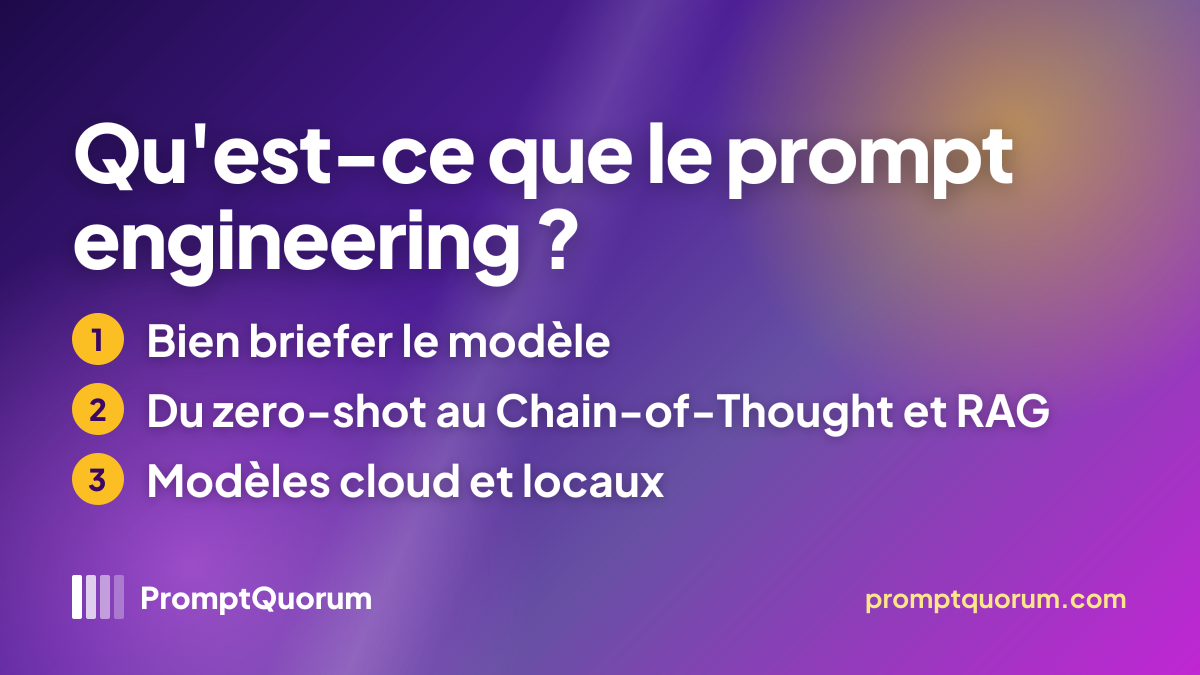 Qu'est-ce que le prompt
engineering ?
1 Bien briefer le modèle
2 Du zero-shot au Chain-of-Thought et RAG
3 Modèles cloud et locaux
PromptQuorum
promptquorum.com